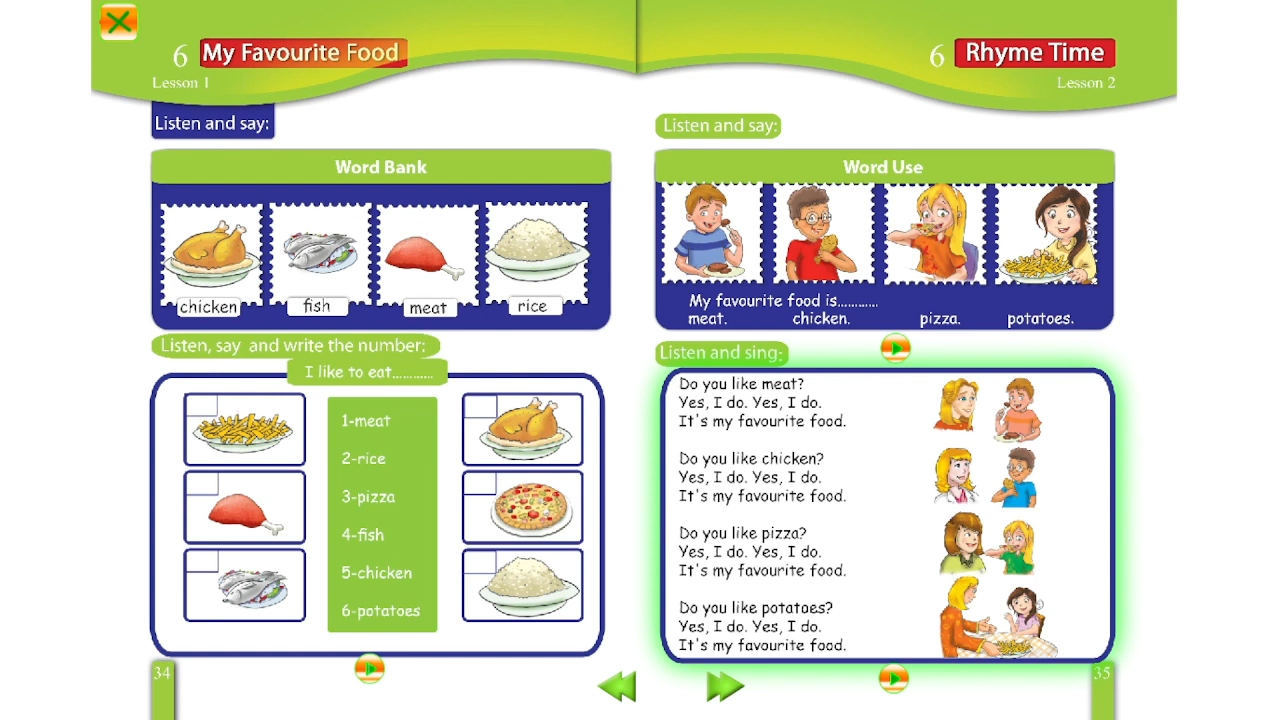 6 My Favourite Food
Lesson 1
Listen and say:
Word Bank
chicken
fish
meat
rice
Listen, say and write the number:
I like to eat............
1-meat
2-rice
3-pizza
4-fish
5-chicken
6-potatoes
34
6 Rhyme Time
Lesson 2
Listen and say:
Word Use
My favourite food is............
meat. chicken. pizza. potatoes.
Listen and sing:
Do you like meat?
Yes, I do. Yes, I do.
It's my favourite food.
Do you like chicken?
Yes, I do. Yes, I do.
It's my favourite food.
Do you like pizza?
Yes, I do. Yes, I do.
It's my favourite food.
Do you like potatoes?
Yes, I do. Yes, I do.
It's my favourite food.
35